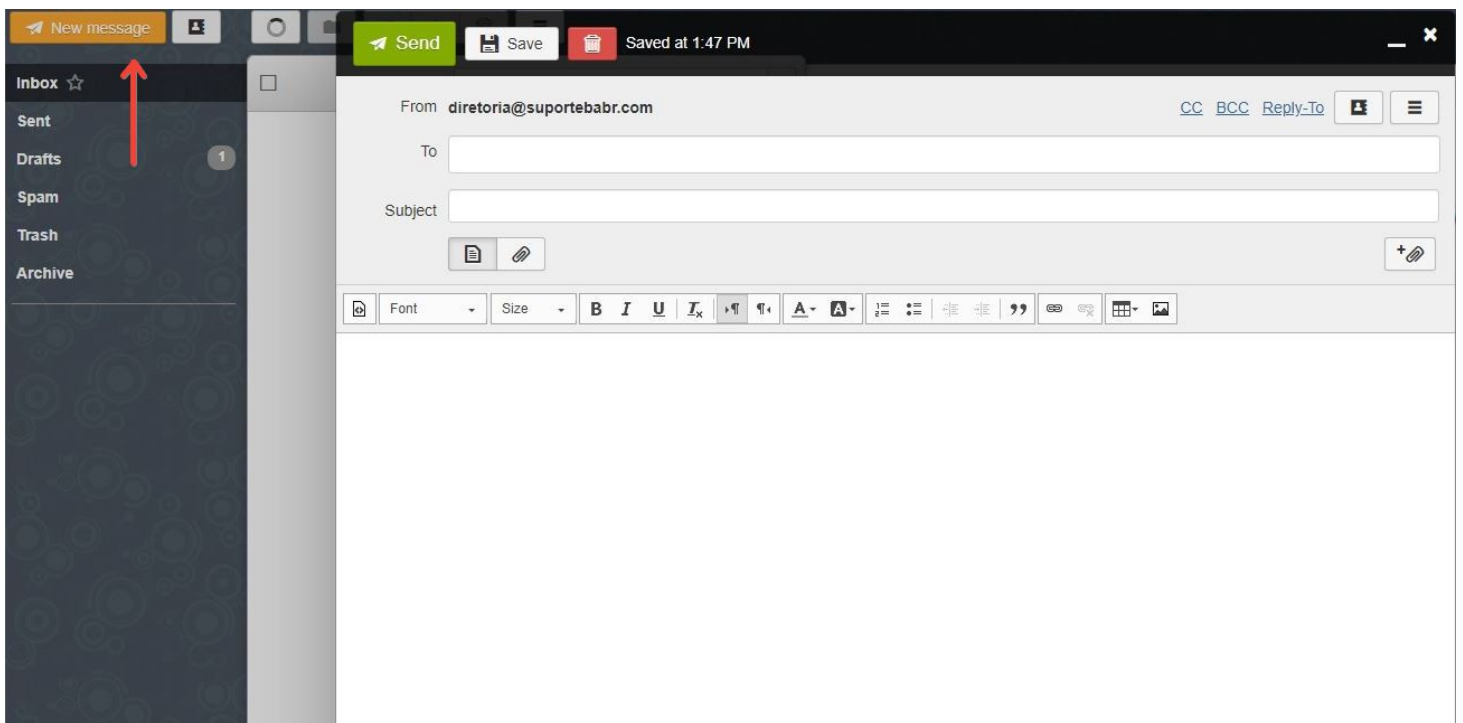 New message
Send Save Saved at 1:47 PM
Inbox
Sent
Drafts 1
Spam
Trash
Archive
From diretoria@suportebabr.com CC BCC Reply-To
To
Subject
Font Size B I U Ix A A